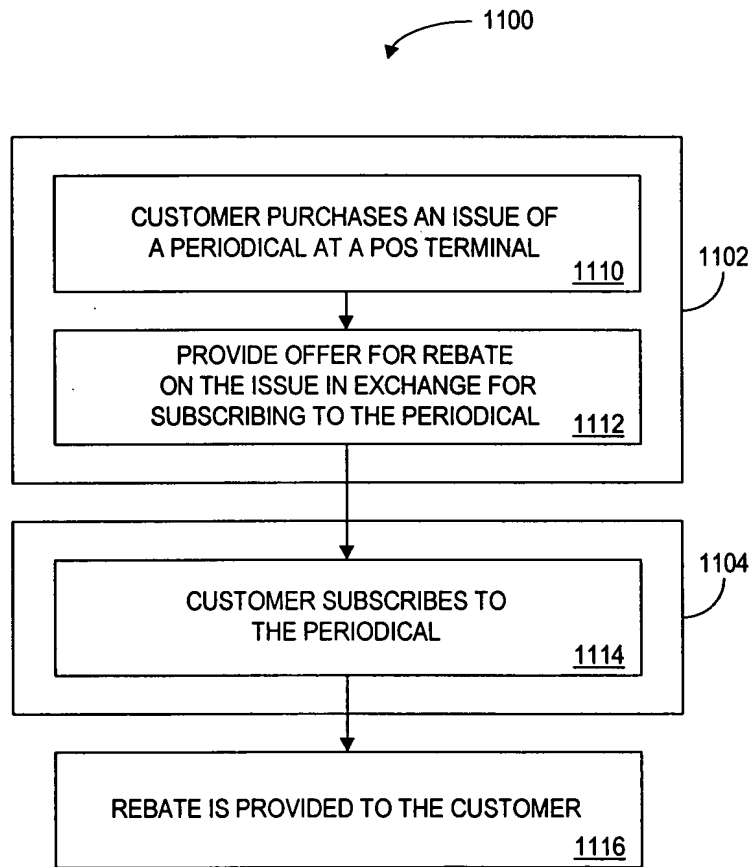 1100
CUSTOMER PURCHASES AN ISSUE OF
A PERIODICAL AT A POS TERMINAL
1110
1102
PROVIDE OFFER FOR REBATE
ON THE ISSUE IN EXCHANGE FOR
SUBSCRIBING TO THE PERIODICAL
1112
1104
CUSTOMER SUBSCRIBES TO
THE PERIODICAL
1114
REBATE IS PROVIDED TO THE CUSTOMER
1116